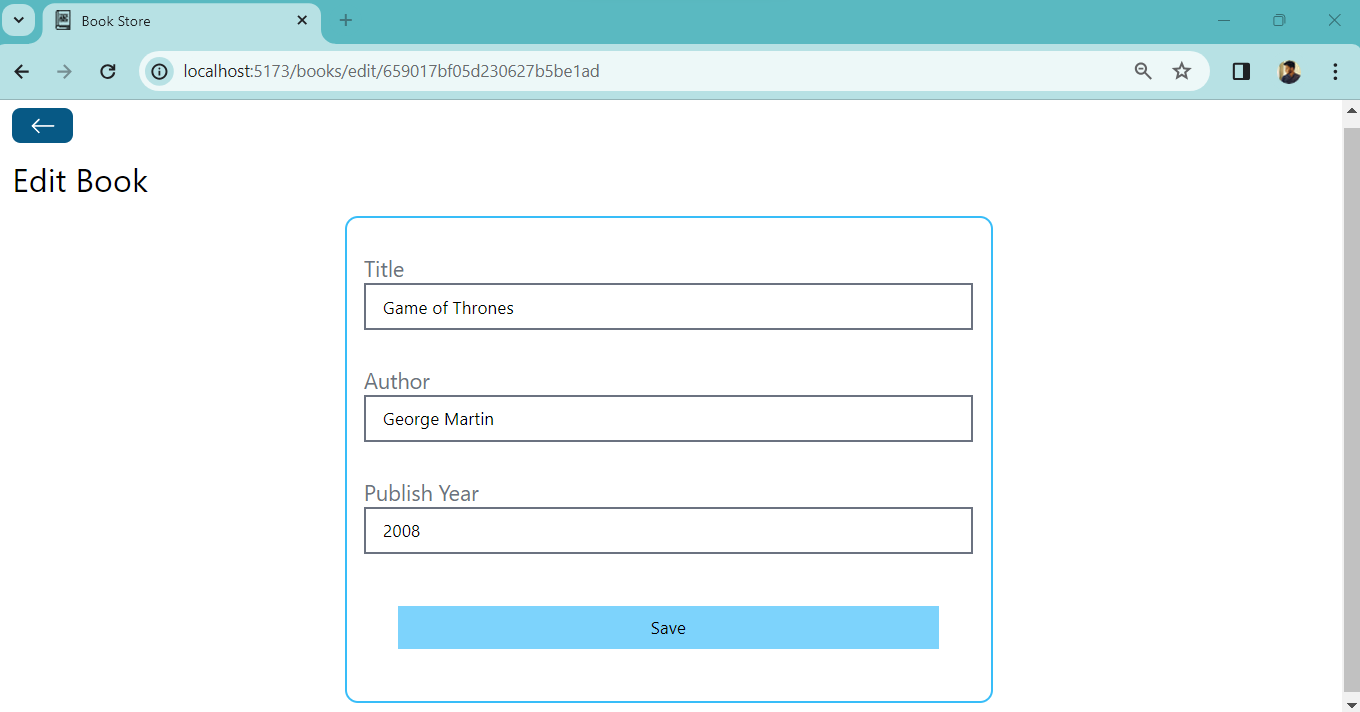 Book Store
localhost:5173/books/edit/659017bf05d230627b5be1ad
Edit Book
Title
Game of Thrones
Author
George Martin
Publish Year
2008
Save